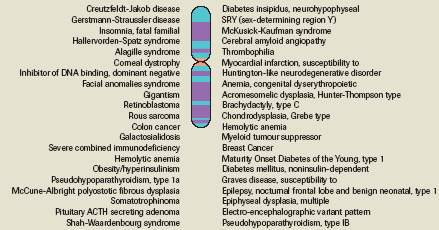 Creutzfeldt-Jakob disease
Gerstmann-Straussler disease
Insomnia, fatal familial
Hallervorden-Spatz syndrome
Alagille syndrome
Corneal dystrophy
Inhibitor of DNA binding, dominant negative
Facial anomalies syndrome
Gigantism
Retinoblastoma
Rous sarcoma
Colon cancer
Galactosialidosis
Severe combined immunodeficiency
Hemolytic anemia
Obesity/hyperinsulinism
Pseudohypoparathyroidism, type 1a
McCune-Albright polyostotic fibrous dysplasia
Somatotrophinoma
Pituitary ACTH secreting adenoma
Shah-Waardenburg syndrome
Diabetes insipidus, neurohypophyseal
SRY (sex-determining region Y)
McKusick-Kaufman syndrome
Cerebral amyloid angiopathy
Thrombophilia
Myocardial infarction, susceptibility to
Huntington-like neurodegenerative disorder
Anemia, congenital dyserythropoietic
Acromesomelic dysplasia, Hunter-Thompson type
Brachydactyly, type C
Chondrodysplasia, Grebe type
Hemolytic anemia
Myeloid tumour suppressor
Breast Cancer
Maturity Onset Diabetes of the Young, type 1
Diabetes mellitus, noninsulin-dependent
Graves disease, susceptibility to
Epilepsy, nocturnal frontal lobe and benign neonatal, type 1
Epiphyseal dysplasia, multiple
Electro-encephalographic variant pattern
Pseudohypoparathyroidism, type IB